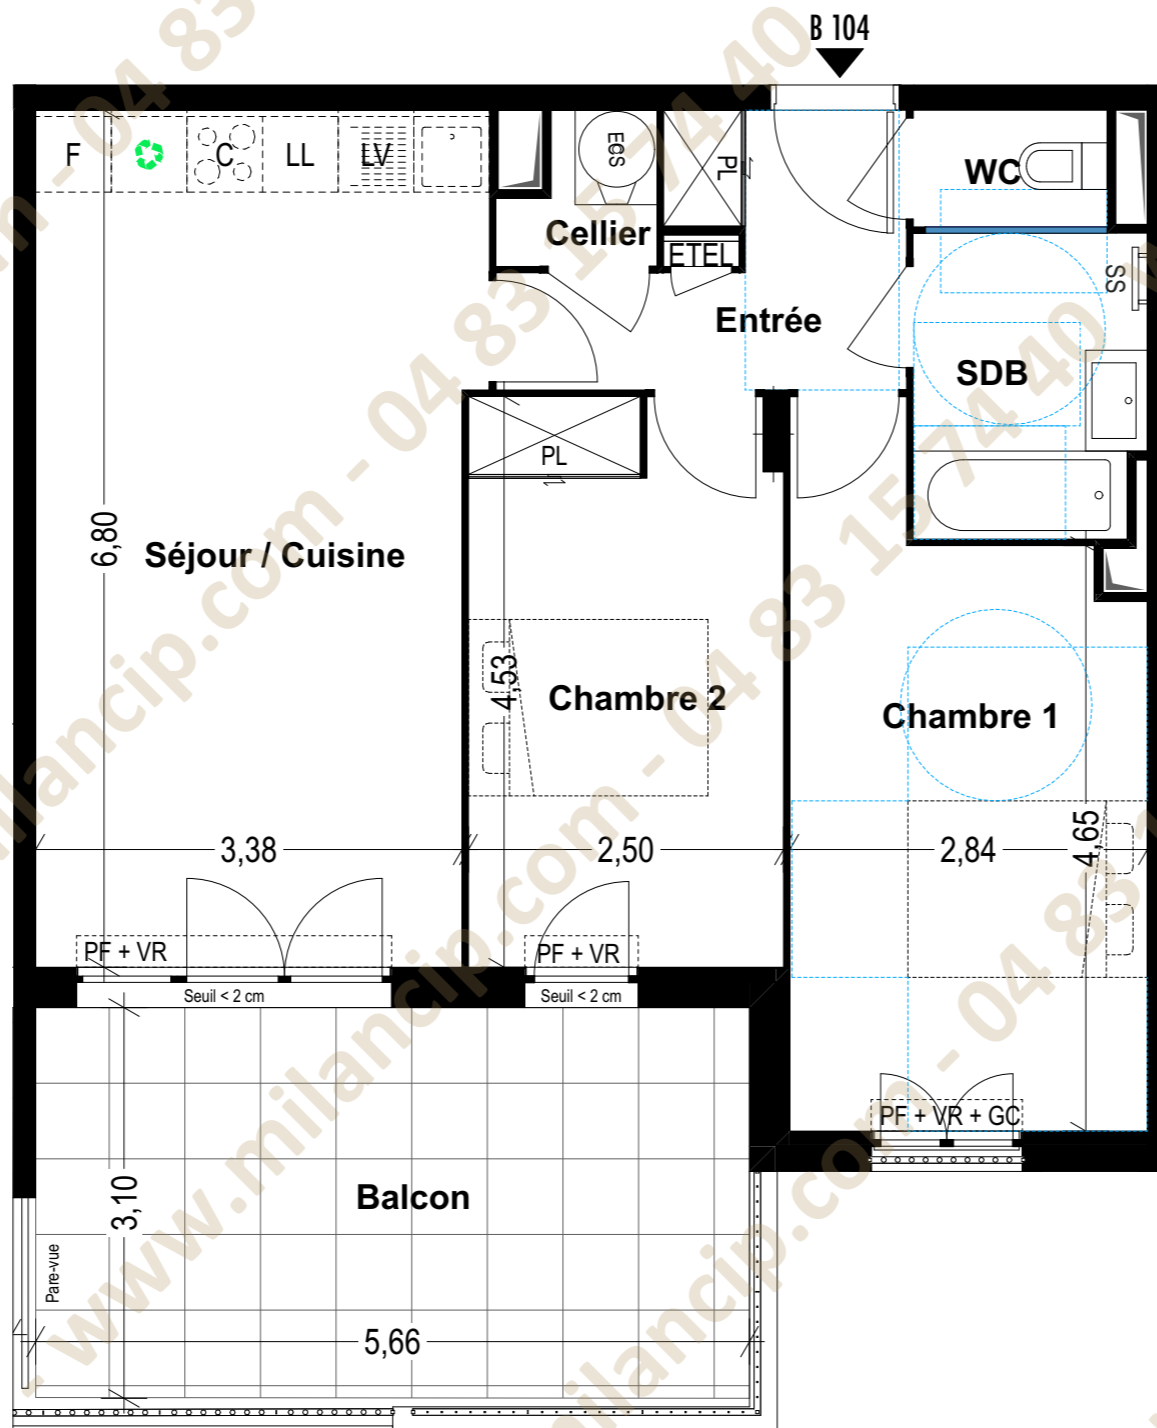 B 104
F
C
LL
LV
ECS
PL
WC
Cellier
ETEL
SS
Entrée
SDB
PL
6,80
Séjour / Cuisine
4,53
Chambre 2
Chambre 1
3,38
2,50
2,84
4,65
PF + VR
PF + VR
Seuil < 2 cm
Seuil < 2 cm
PF + VR + GC
3,10
Balcon
Pare-vue
5,66
www.milancip.com - 04 83 15 74 40